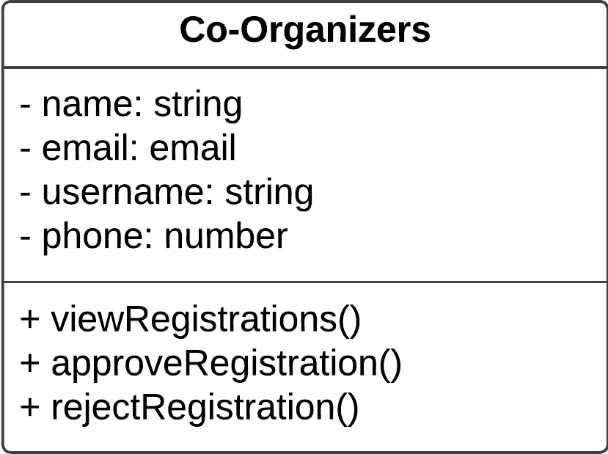 Co-Organizers
- name: string
- email: email
- username: string
- phone: number
+ viewRegistrations()
+ approveRegistration()
+ rejectRegistration()